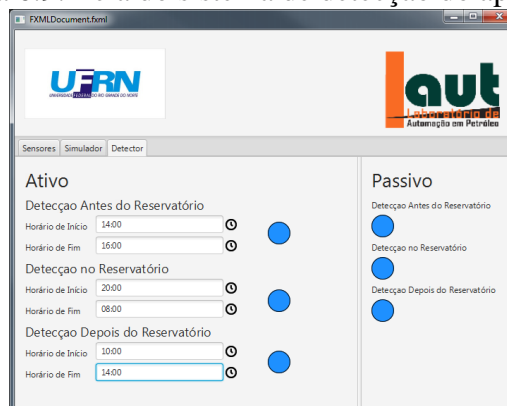 FXMLDocument.fxml
UFRN
UNIVERSIDADE FEDERAL DO RIO GRANDE DO NORTE
Laut
Laboratório de
Automação em Petróleo
Sensores Simulador Detector
Ativo
Detecçao Antes do Reservatório
Horário de Início 14:00
Horário de Fim 16:00
Detecçao no Reservatório
Horário de Início 20:00
Horário de Fim 08:00
Detecçao Depois do Reservatório
Horário de Início 10:00
Horário de Fim 14:00
Passivo
Detecçao Antes do Reservatório
Detecçao no Reservatório
Detecçao Depois do Reservatório